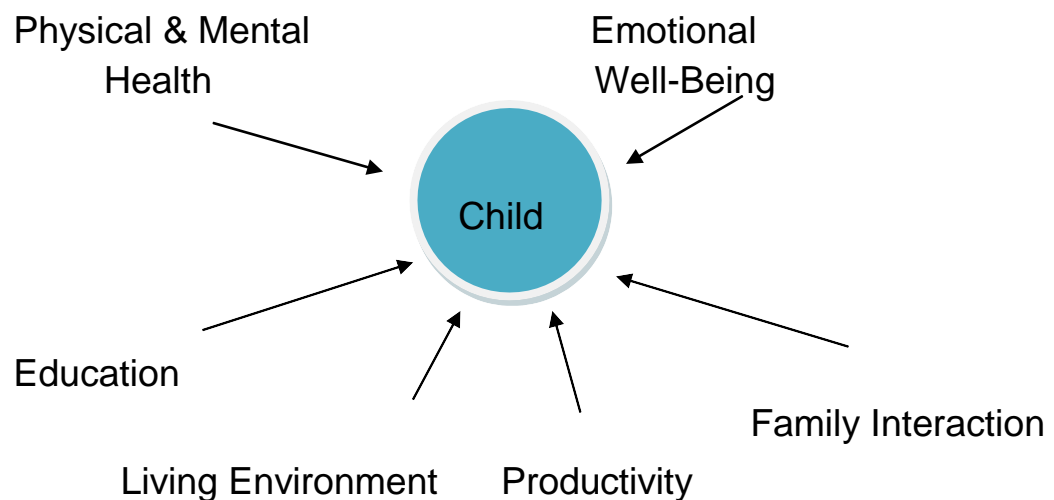 Physical & Mental
Health
Emotional
Well-Being
Child
Education
Family Interaction
Living Environment
Productivity